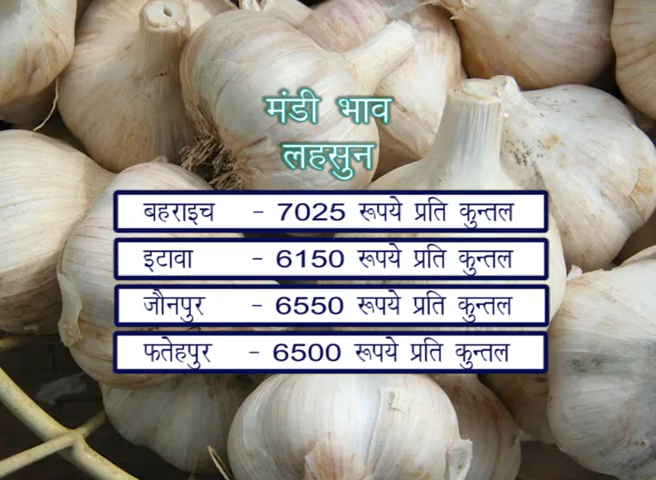 मंडी भाव
लहसुन
बहराइच - 7025 रूपये प्रति कुन्तल
इटावा - 6150 रूपये प्रति कुन्तल
जौनपुर - 6550 रूपये प्रति कुन्तल
फतेहपुर - 6500 रूपये प्रति कुन्तल